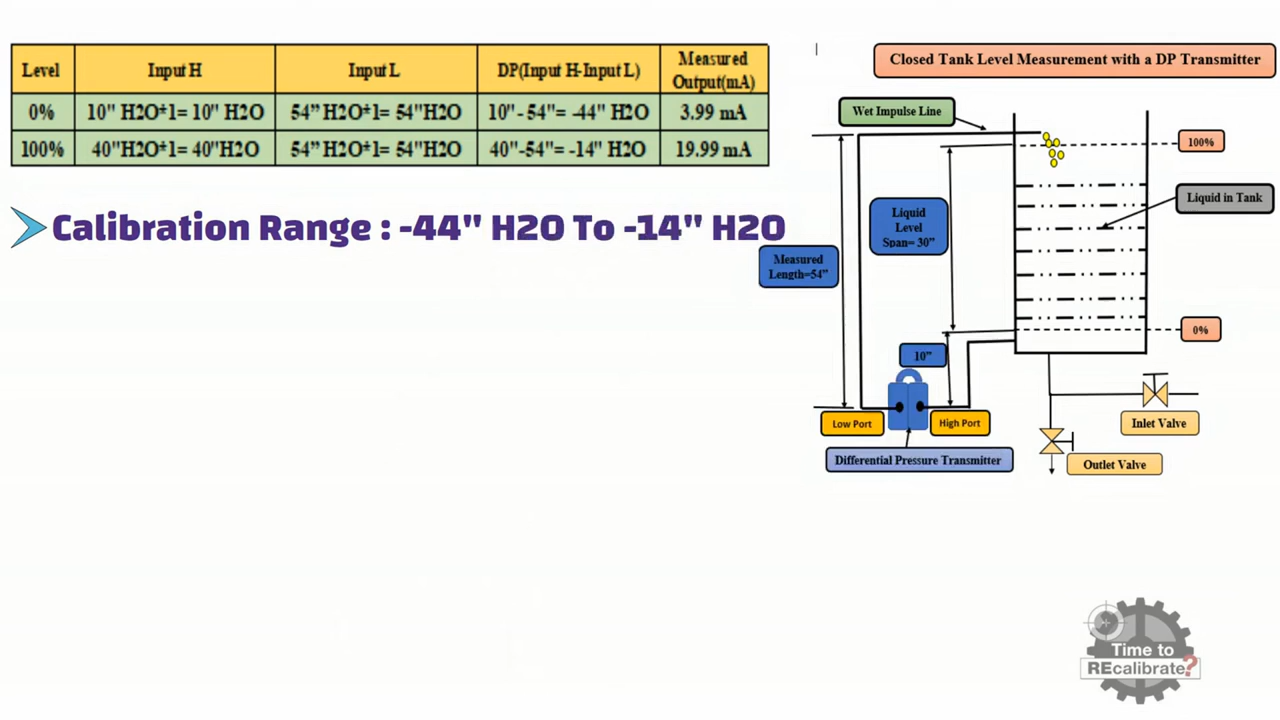 Level Input H Input L DP(Input H-Input L) Measured Output(mA)
0% 10" H2O*1= 10" H2O 54” H2O*1= 54"H2O 10"- 54"= -44" H2O 3.99 mA
100% 40"H2O*1= 40"H2O 54” H2O*1= 54"H2O 40"-54"= -14" H2O 19.99 mA
Calibration Range : -44" H2O To -14" H2O
Closed Tank Level Measurement with a DP Transmitter
Wet Impulse Line
100%
Liquid in Tank
Liquid
Level
Span= 30”
Measured
Length=54”
0%
10”
Low Port
High Port
Inlet Valve
Differential Pressure Transmitter
Outlet Valve
Time to
REcalibrate?